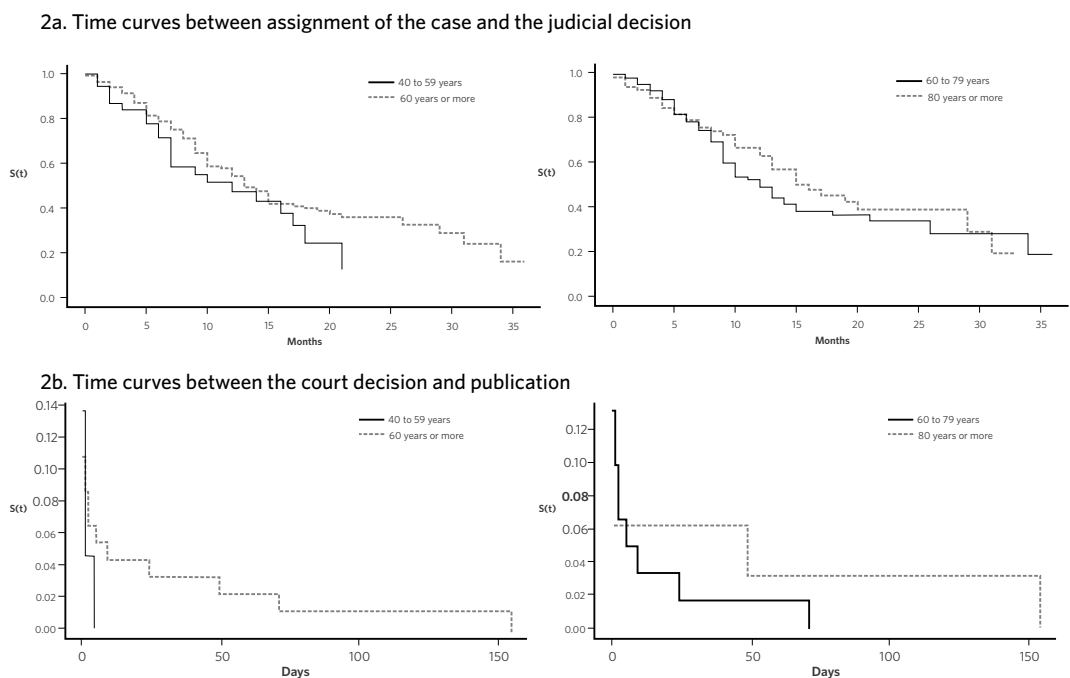 2a. Time curves between assignment of the case and the judicial decision
1.0
0.8
0.6
0.4
0.2
0.0
S(t)
40 to 59 years
60 years or more
0 5 10 15 20 25 30 35
Months
1.0
0.8
0.6
0.4
0.2
0.0
S(t)
60 to 79 years
80 years or more
0 5 10 15 20 25 30 35
Months
2b. Time curves between the court decision and publication
0.14
0.12
0.10
0.08
0.06
0.04
0.02
0.00
S(t)
40 to 59 years
60 years or more
0 50 100 150
Days
0.12
0.10
0.08
0.06
0.04
0.02
0.00
S(t)
60 to 79 years
80 years or more
0 50 100 150
Days